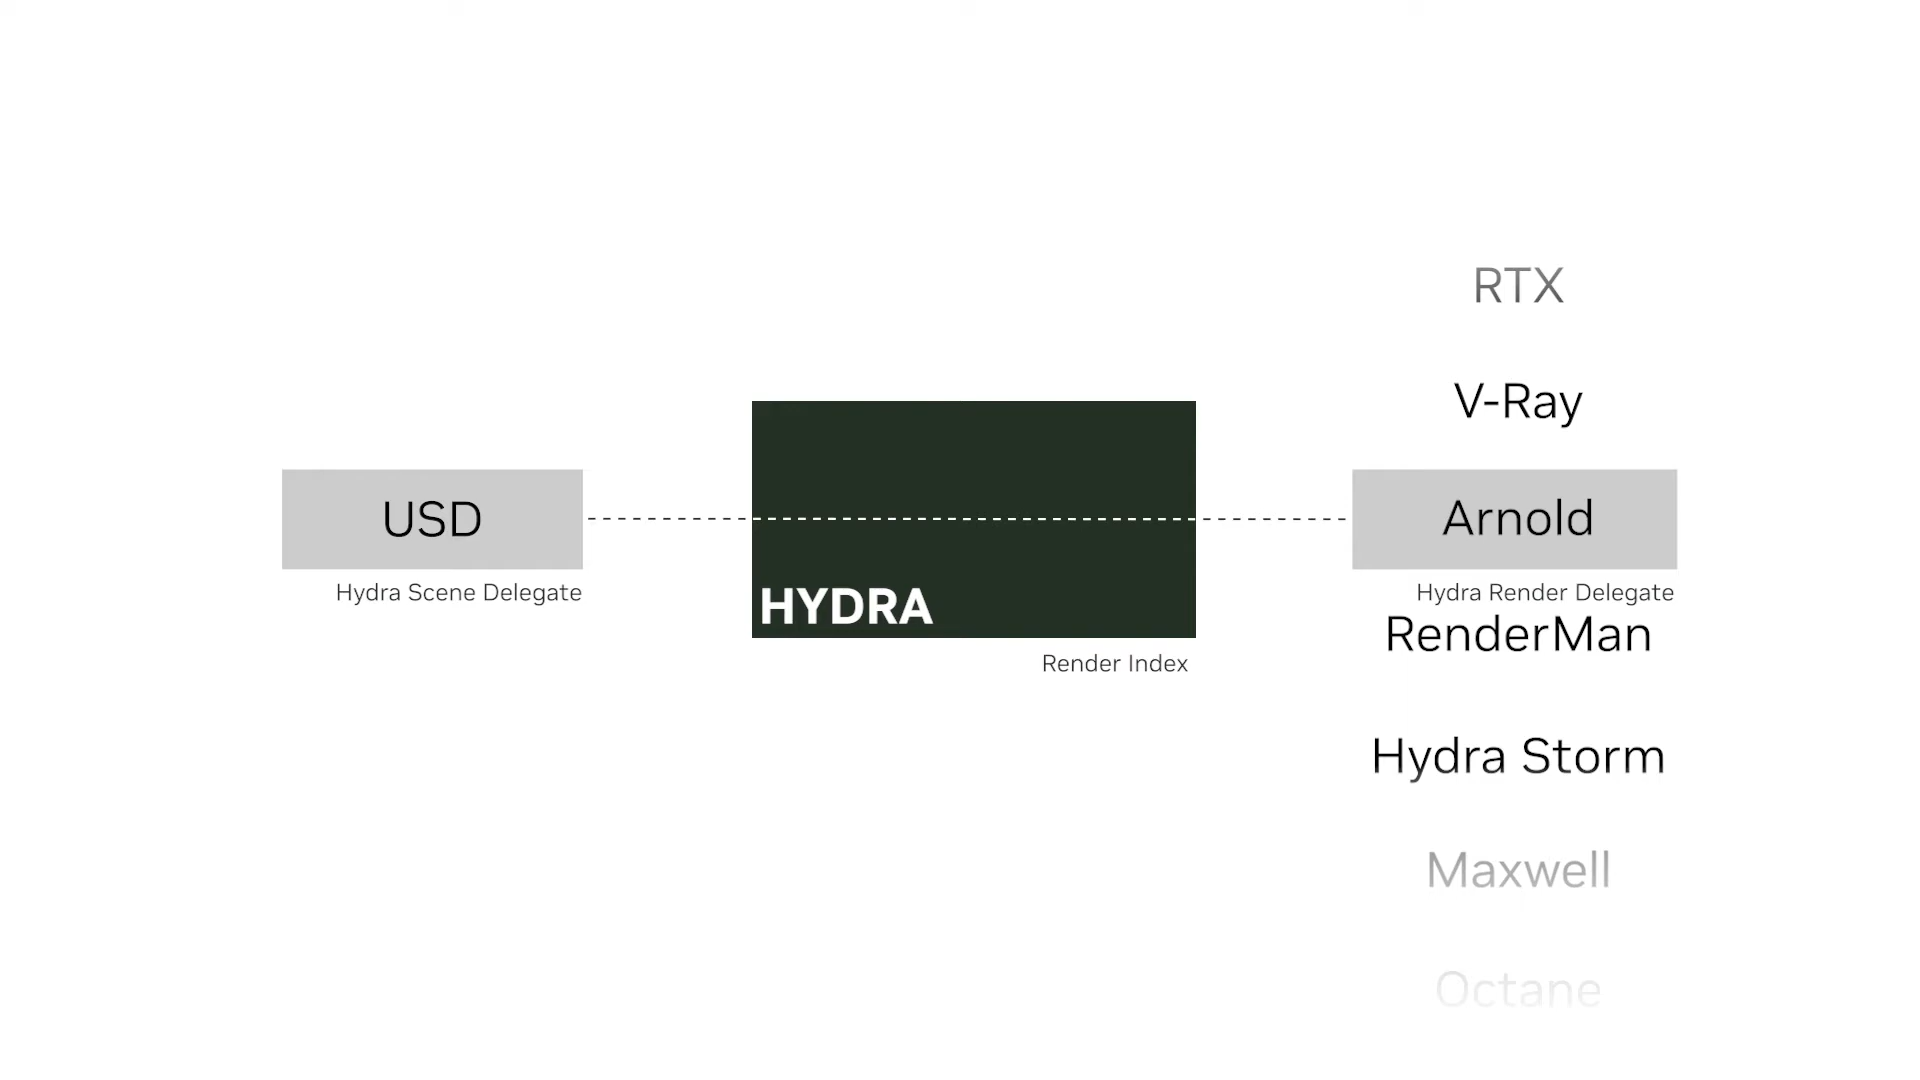 RTX
V-Ray
USD
Arnold
Hydra Scene Delegate
HYDRA
Hydra Render Delegate
RenderMan
Render Index
Hydra Storm
Maxwell
Octane